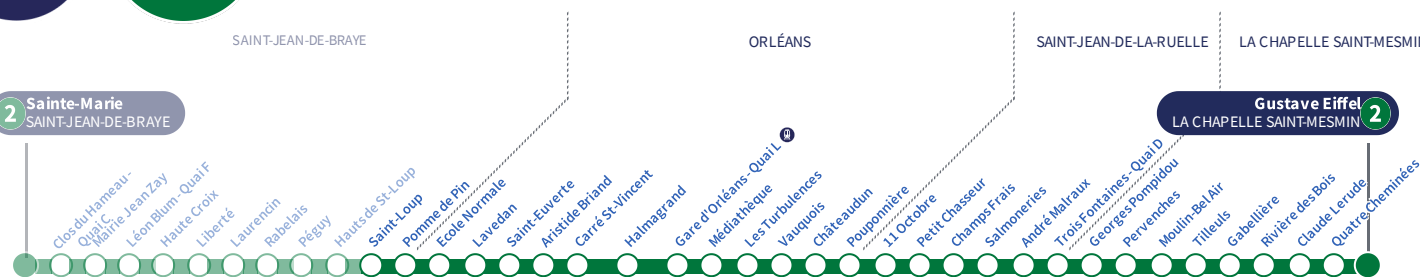 SAINT-JEAN-DE-BRAYE
ORLÉANS
SAINT-JEAN-DE-LA-RUELLE
LA CHAPELLE SAINT-MESMI
2
Sainte-Marie
SAINT-JEAN-DE-BRAYE
Gustave Eiffel
LA CHAPELLE SAINT-MESMIN
2
Clos du Hameau -
Quai C
Mairie Jean Zay
Léon Blum - Quai F
Haute Croix
Liberté
Laurencin
Rabelais
Péguy
Hauts de St-Loup
Saint-Loup
Pomme de Pin
Ecole Normale
Lavedan
Saint-Euverte
Aristide Briand
Carré St-Vincent
Halmagrand
Gare d'Orléans - Quai L
Médiathèque
Les Turbulences
Vauquois
Châteaudun
Pouponnière
11 Octobre
Petit Chasseur
Champs Frais
Salmoneries
André Malraux
Trois Fontaines - Quai D
Georges Pompidou
Pervenches
Moulin-Bel Air
Tilleuls
Gabellière
Rivière des Bois
Claude Lerude
Quatre Cheminées